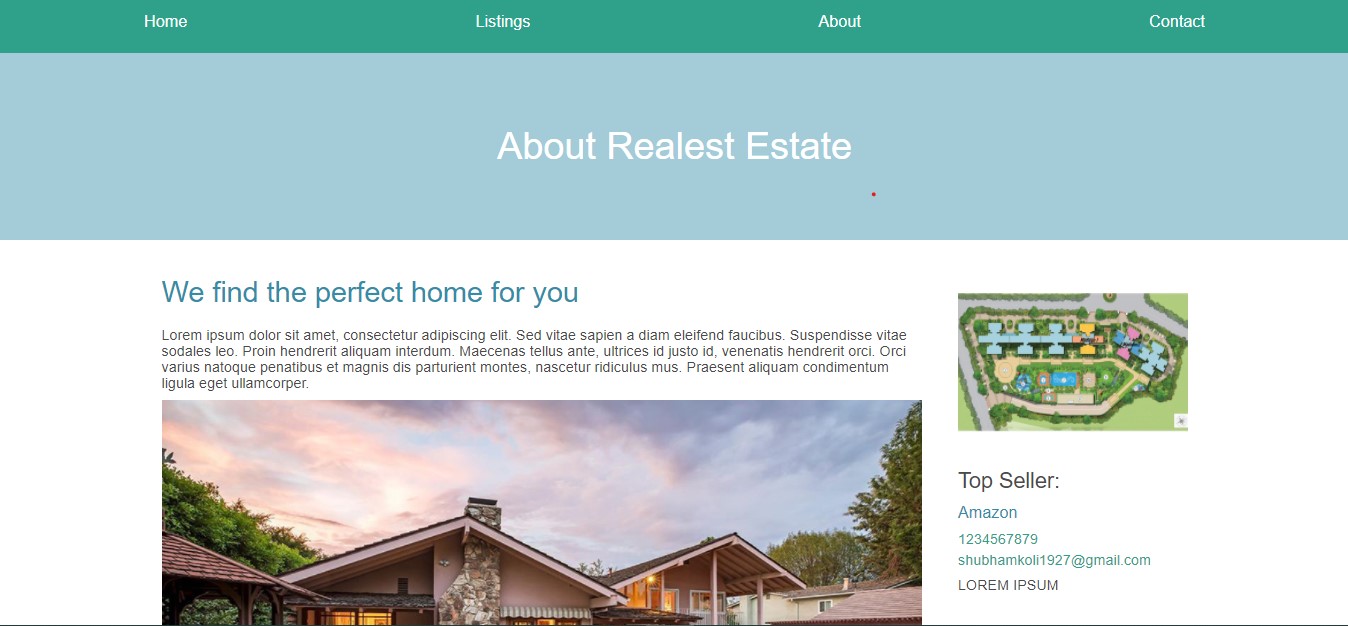 Home Listings About Contact
About Realest Estate
We find the perfect home for you
Lorem ipsum dolor sit amet, consectetur adipiscing elit. Sed vitae sapien a diam eleifend faucibus. Suspendisse vitae
sodales leo. Proin hendrerit aliquam interdum. Maecenas tellus ante, ultrices id justo id, venenatis hendrerit orci. Orci
varius natoque penatibus et magnis dis parturient montes, nascetur ridiculus mus. Praesent aliquam condimentum
ligula eget ullamcorper.
Top Seller:
Amazon
1234567879
shubhamkoli1927@gmail.com
LOREM IPSUM